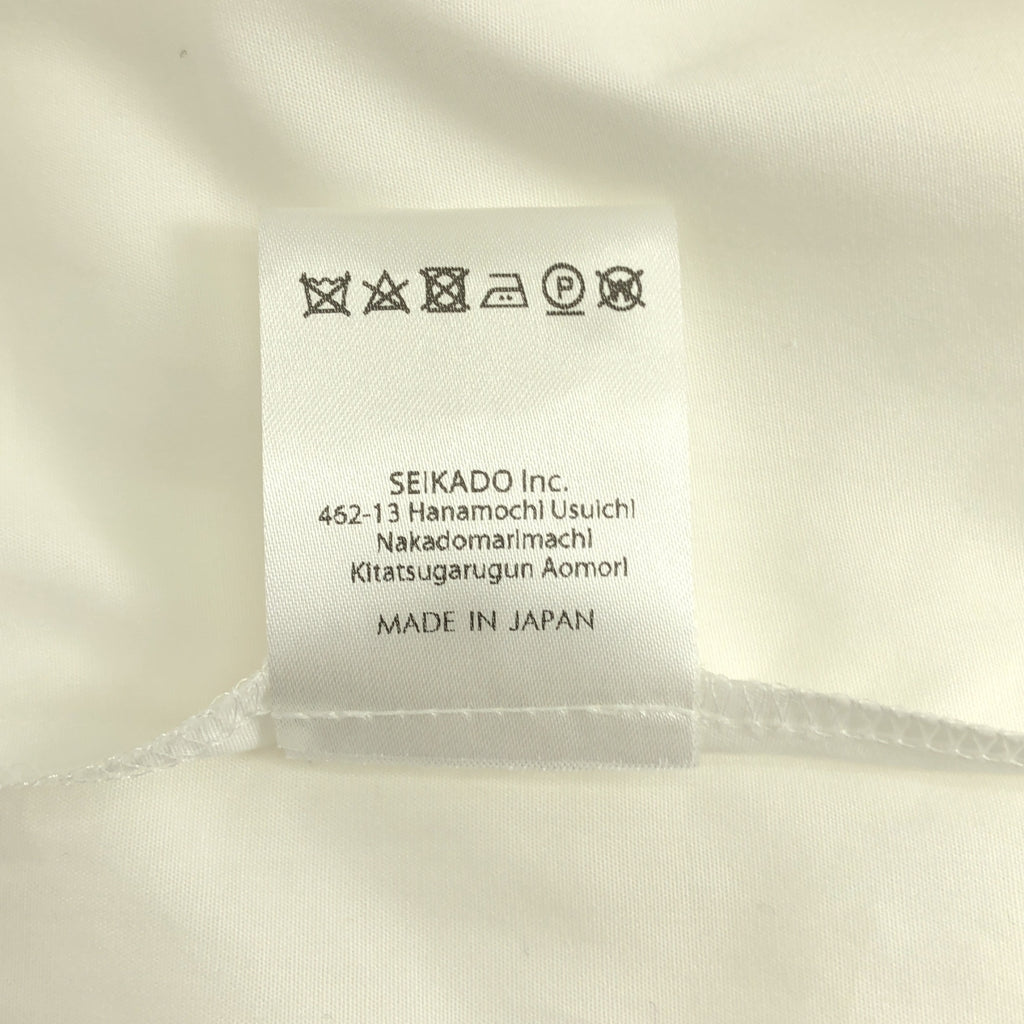 P W
SEIKADO Inc.
462-13 Hanamochi Usuichi
Nakadomarimachi
Kitatsugarugun Aomori
MADE IN JAPAN